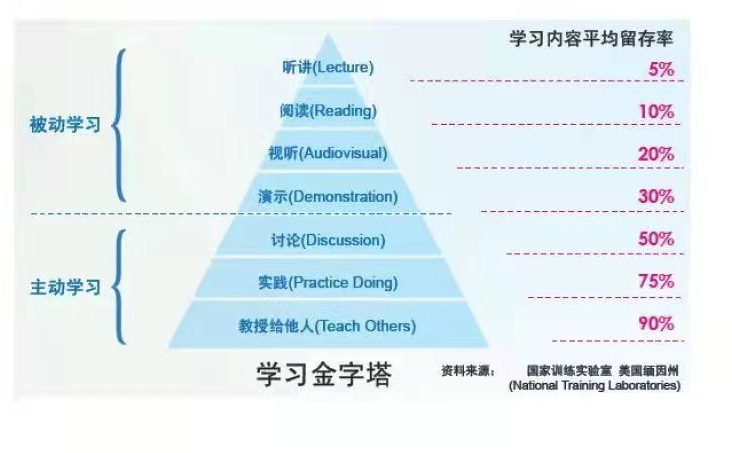 学习内容平均留存率
听讲(Lecture) 5%
阅读(Reading) 10%
被动学习
视听(Audiovisual) 20%
演示(Demonstration) 30%
讨论(Discussion) 50%
主动学习
实践(Practice Doing) 75%
教授给他人(Teach Others) 90%
学习金字塔
资料来源： 国家训练实验室 美国缅因州
(National Training Laboratories)